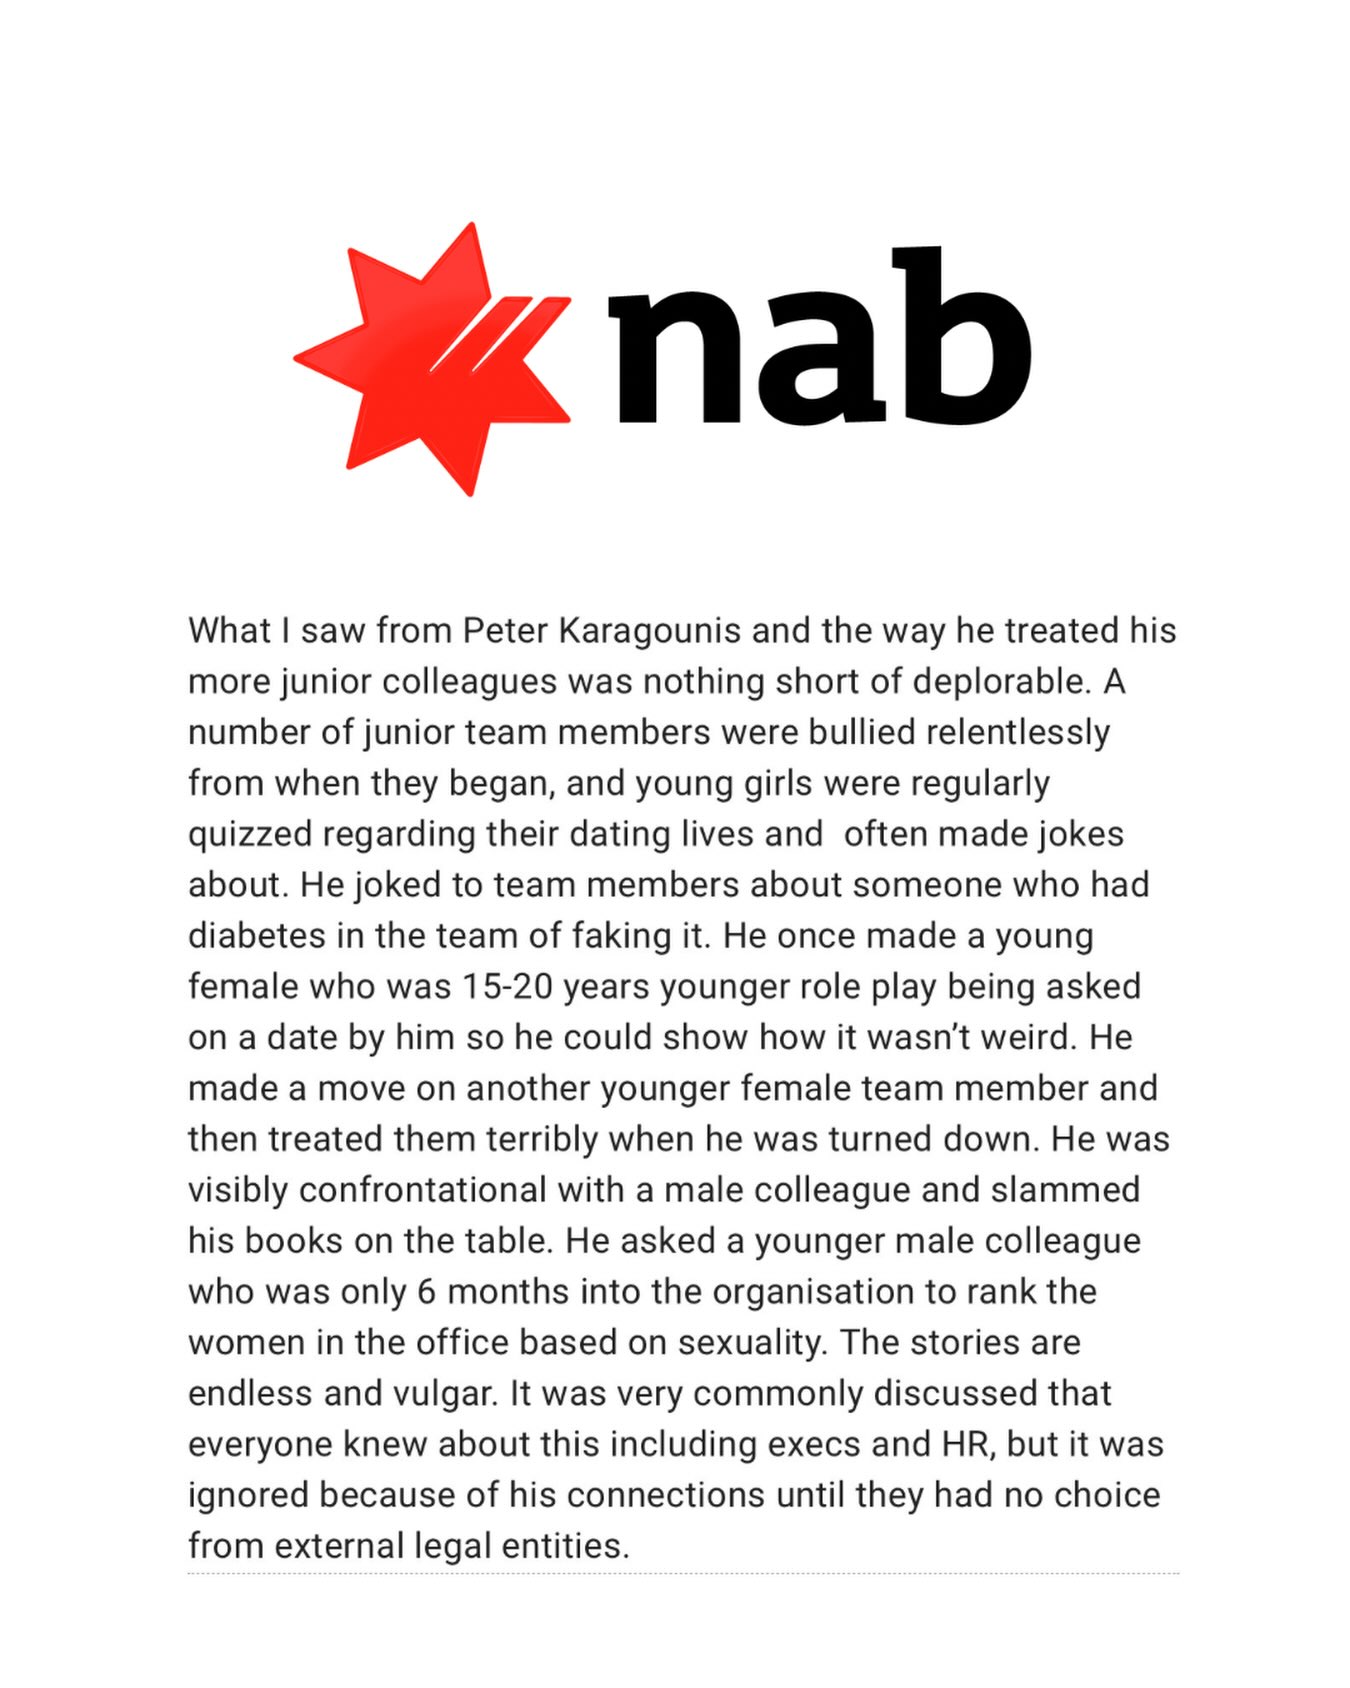 nab
What I saw from Peter Karagounis and the way he treated his
more junior colleagues was nothing short of deplorable. A
number of junior team members were bullied relentlessly
from when they began, and young girls were regularly
quizzed regarding their dating lives and  often made jokes
about. He joked to team members about someone who had
diabetes in the team of faking it. He once made a young
female who was 15-20 years younger role play being asked
on a date by him so he could show how it wasn’t weird. He
made a move on another younger female team member and
then treated them terribly when he was turned down. He was
visibly confrontational with a male colleague and slammed
his books on the table. He asked a younger male colleague
who was only 6 months into the organisation to rank the
women in the office based on sexuality. The stories are
endless and vulgar. It was very commonly discussed that
everyone knew about this including execs and HR, but it was
ignored because of his connections until they had no choice
from external legal entities.